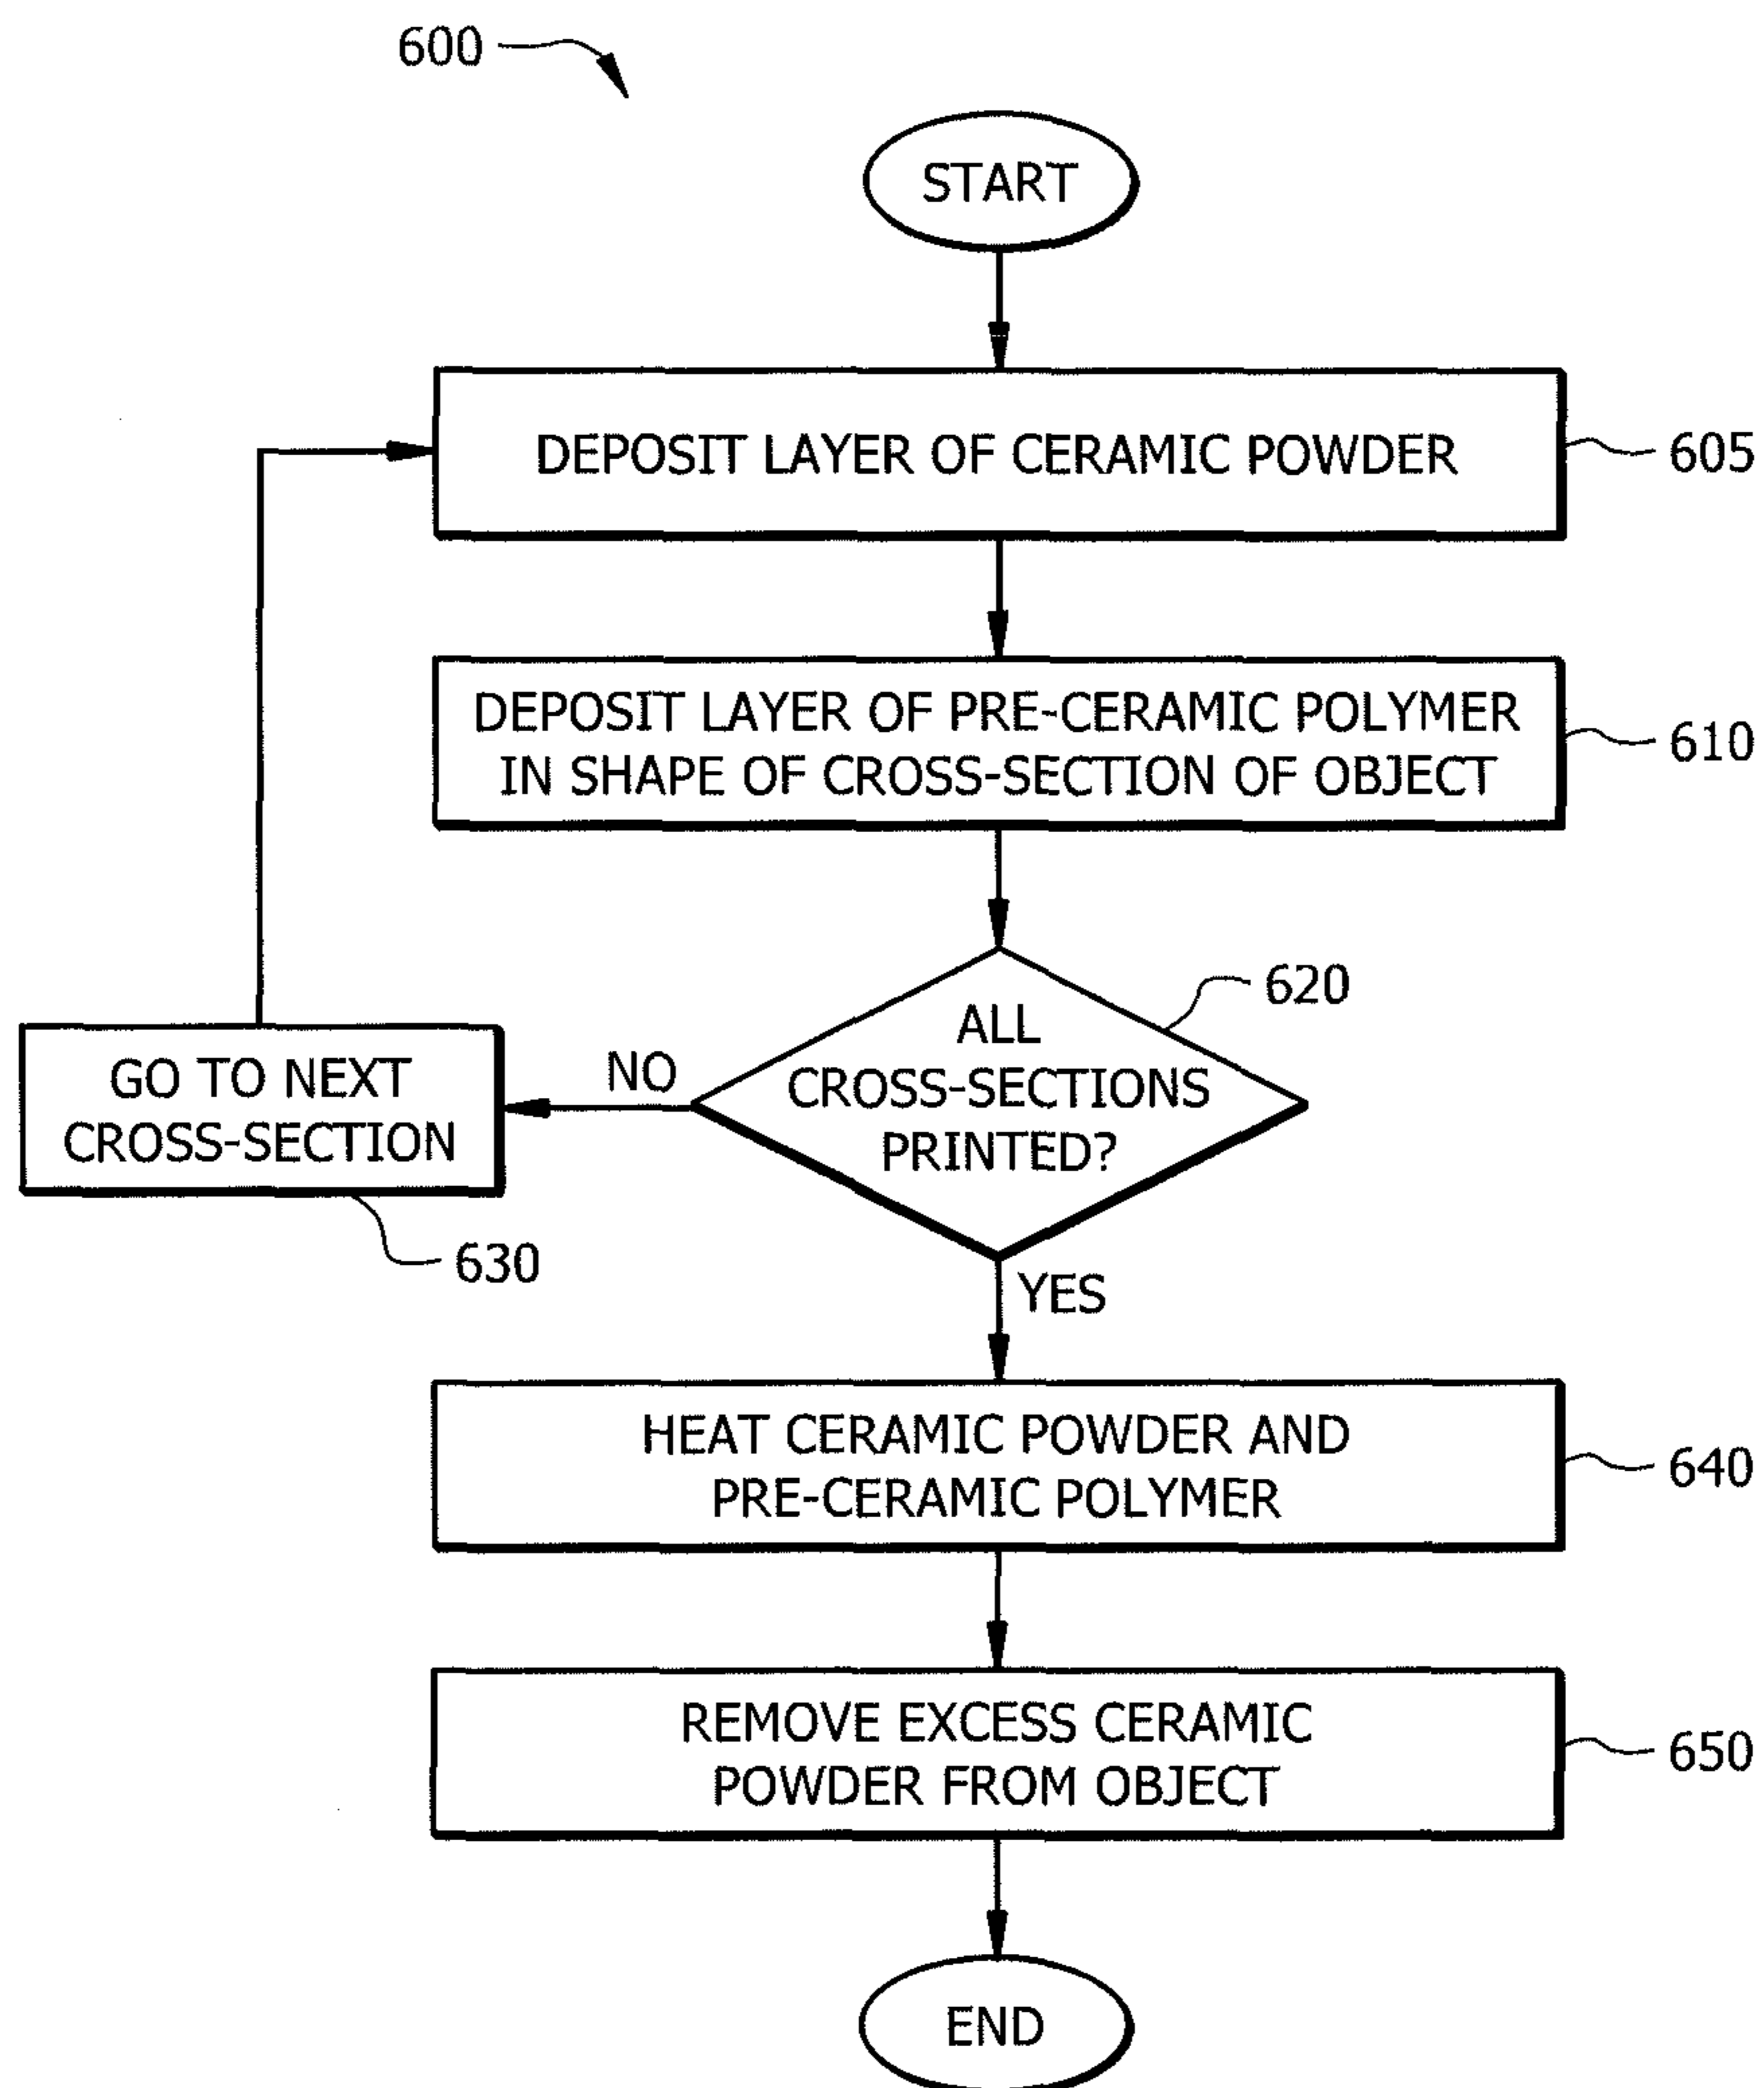 600
START
DEPOSIT LAYER OF CERAMIC POWDER
605
DEPOSIT LAYER OF PRE-CERAMIC POLYMER
IN SHAPE OF CROSS-SECTION OF OBJECT
610
620
ALL
CROSS-SECTIONS
PRINTED?
NO
GO TO NEXT
CROSS-SECTION
630
YES
HEAT CERAMIC POWDER AND
PRE-CERAMIC POLYMER
640
REMOVE EXCESS CERAMIC
POWDER FROM OBJECT
650
END